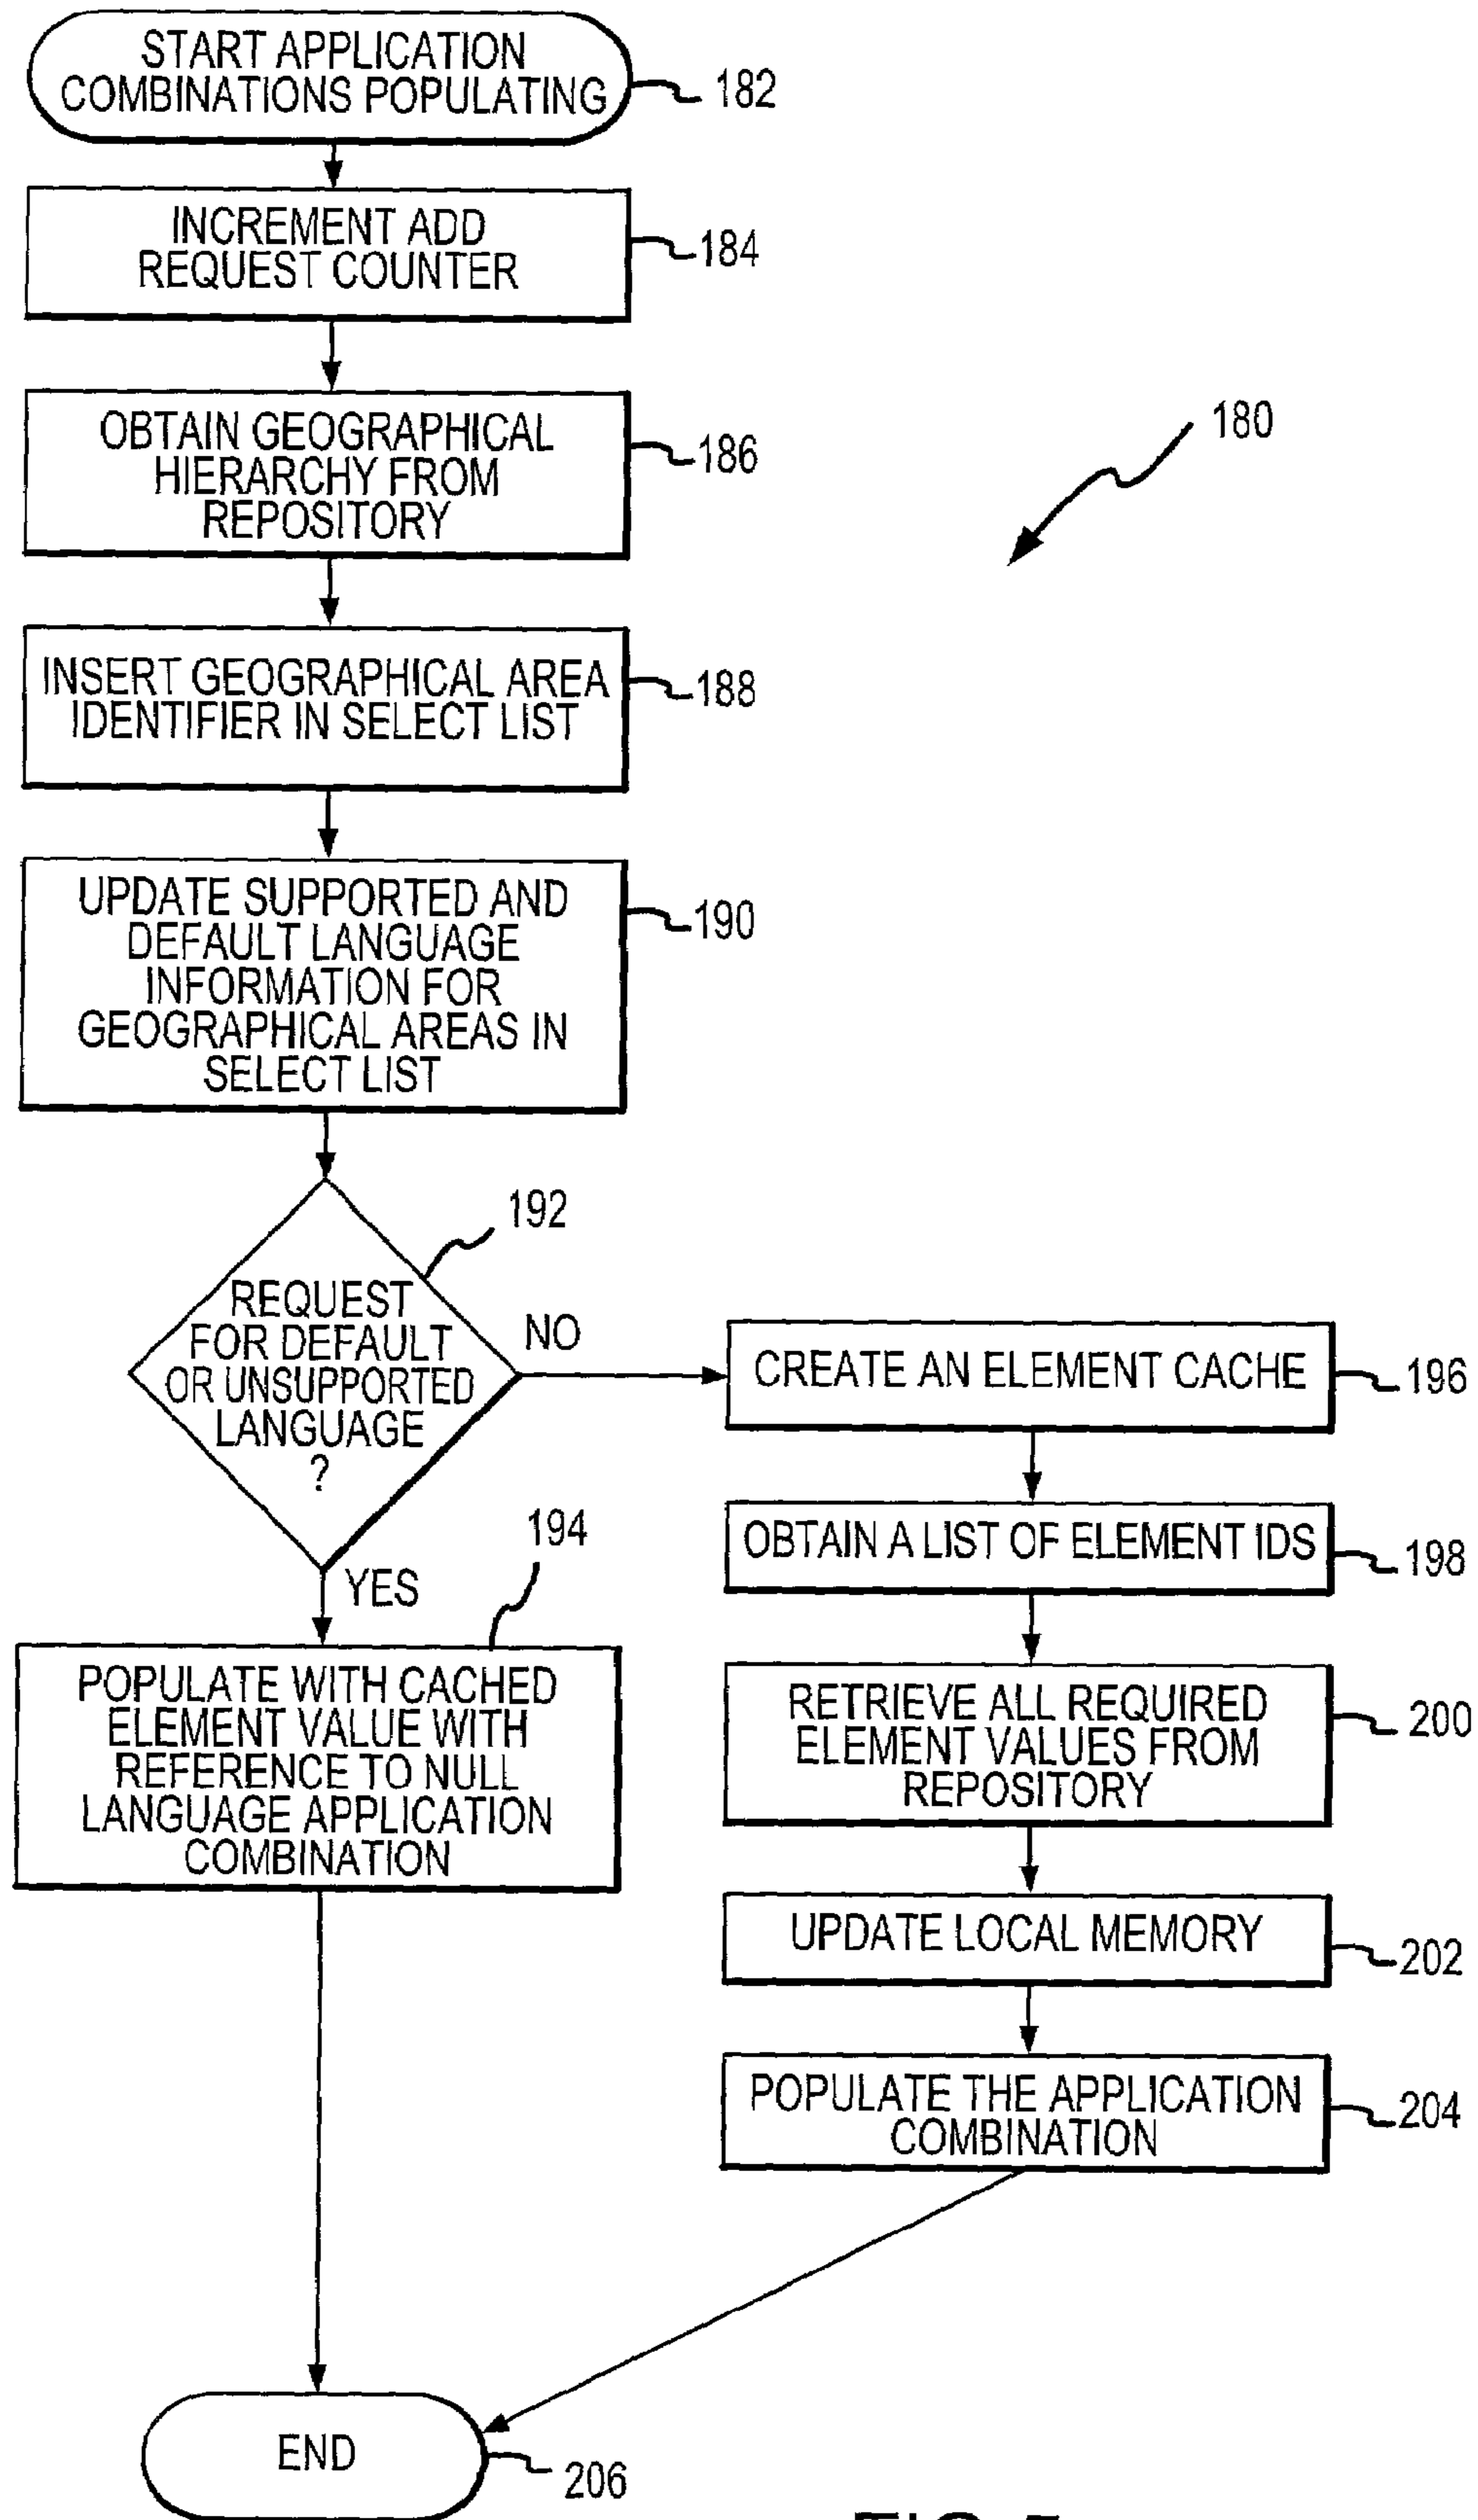 START APPLICATION
COMBINATIONS POPULATING
182
INCREMENT ADD
REQUEST COUNTER
184
OBTAIN GEOGRAPHICAL
HIERARCHY FROM
REPOSITORY
186
180
INSERT GEOGRAPHICAL AREA
IDENTIFIER IN SELECT LIST
188
UPDATE SUPPORTED AND
DEFAULT LANGUAGE
INFORMATION FOR
GEOGRAPHICAL AREAS IN
SELECT LIST
190
192
REQUEST
FOR DEFAULT
OR UNSUPPORTED
LANGUAGE
?
NO
YES
194
POPULATE WITH CACHED
ELEMENT VALUE WITH
REFERENCE TO NULL
LANGUAGE APPLICATION
COMBINATION
CREATE AN ELEMENT CACHE
196
OBTAIN A LIST OF ELEMENT IDS
198
RETRIEVE ALL REQUIRED
ELEMENT VALUES FROM
REPOSITORY
200
UPDATE LOCAL MEMORY
202
POPULATE THE APPLICATION
COMBINATION
204
END
206